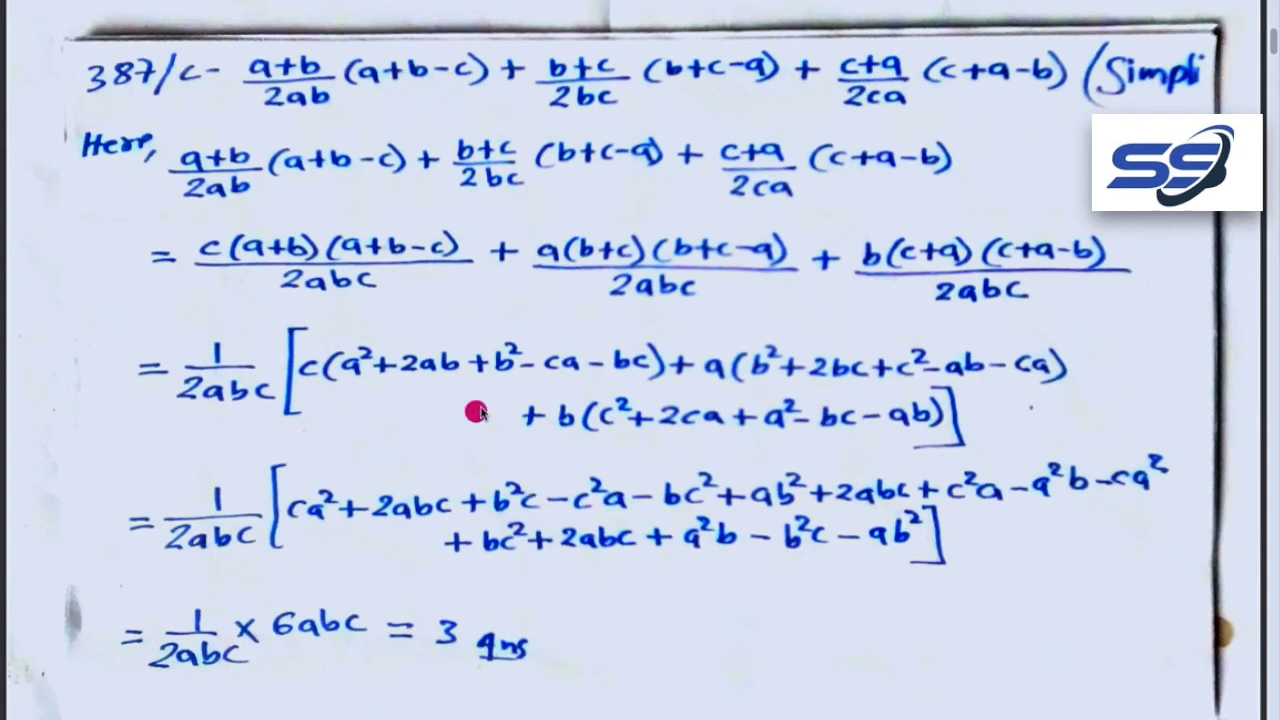 387/c- a+b/2ab (a+b-c) + b+c/2bc (b+c-a) + c+a/2ca (c+a-b) (Simpli
SS
Here, a+b/2ab (a+b-c) + b+c/2bc (b+c-a) + c+a/2ca (c+a-b)
= c(a+b)(a+b-c)/2abc + a(b+c)(b+c-a)/2abc + b(c+a)(c+a-b)/2abc
= 1/2abc [c(a²+2ab+b²-ca-bc)+a(b²+2bc+c²-ab-ca)
+ b(c²+2ca+a²-bc-ab)]
= 1/2abc [ca²+2abc+b²c-c²a-bc²+ab²+2abc+c²a-a²b-ca²
+ bc²+2abc+a²b-b²c-ab²]
= 1/2abc × 6abc = 3 ans